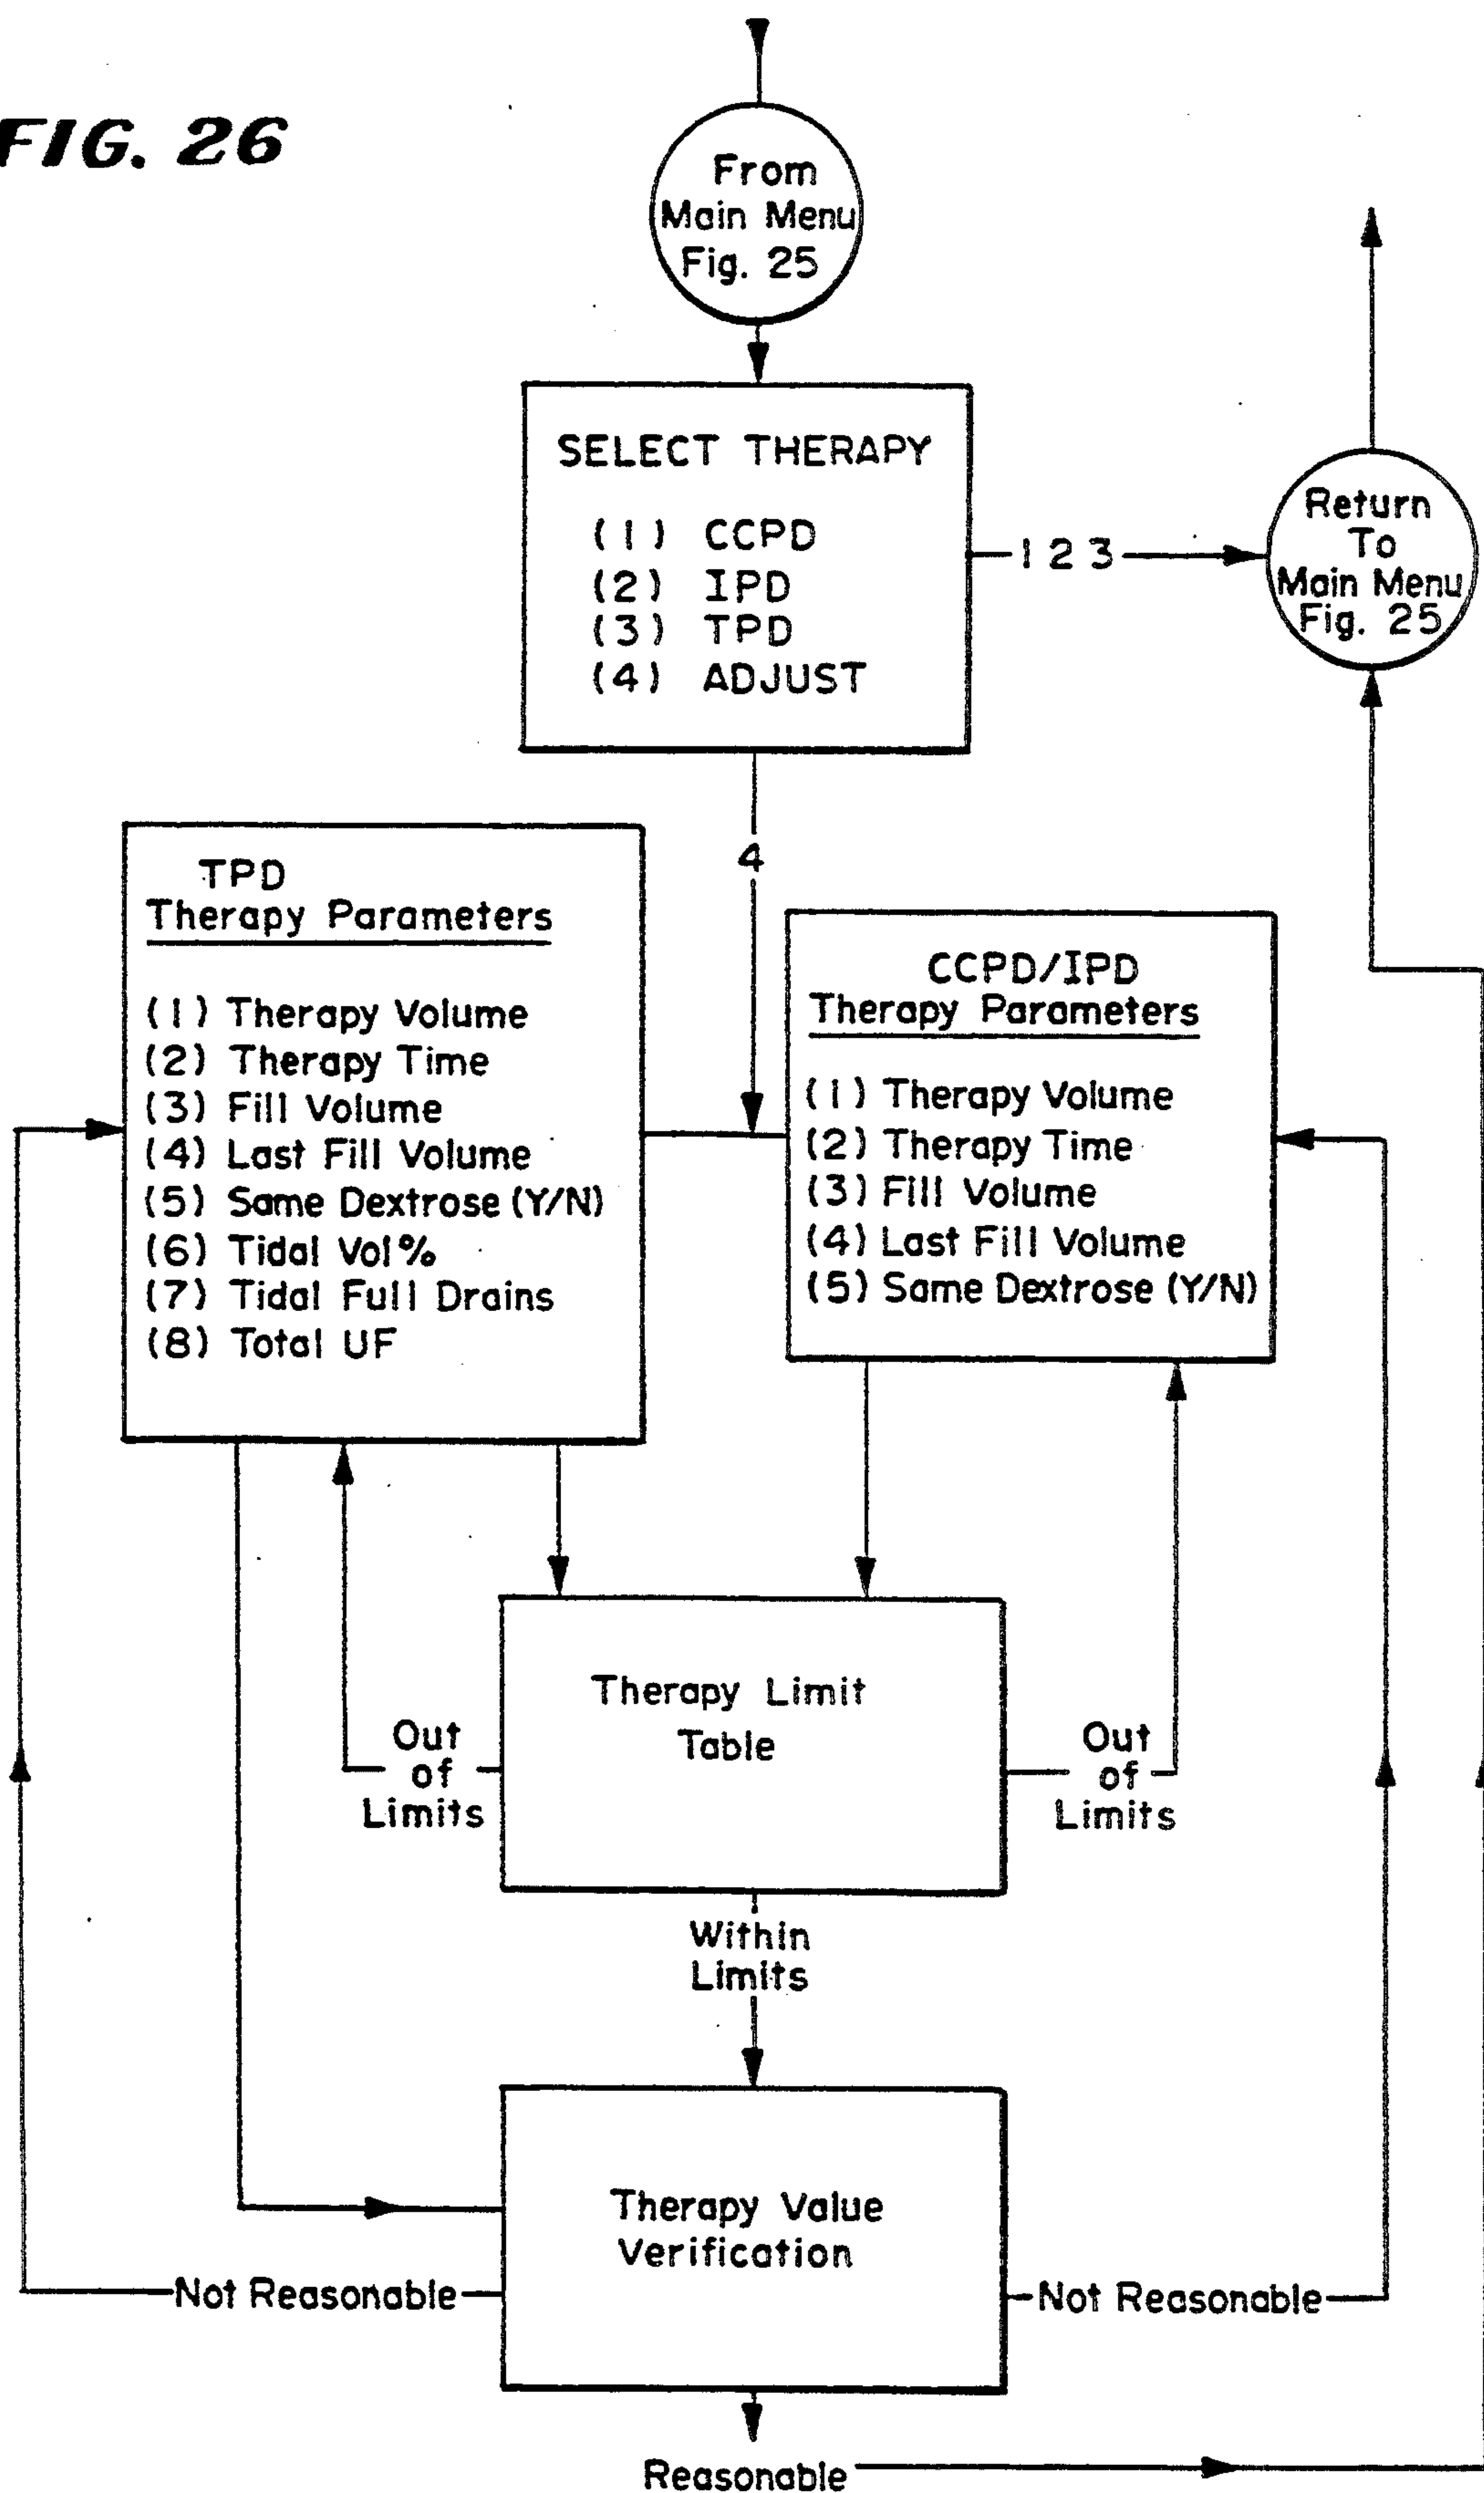 FIG. 26
From
Main Menu
Fig. 25
SELECT THERAPY
(1) CCPD
(2) IPD
(3) TPD
(4) ADJUST
1 2 3
Return
To
Main Menu
Fig. 25
4
TPD
Therapy Parameters
(1) Therapy Volume
(2) Therapy Time
(3) Fill Volume
(4) Last Fill Volume
(5) Same Dextrose (Y/N)
(6) Tidal Vol%
(7) Tidal Full Drains
(8) Total UF
CCPD/IPD
Therapy Parameters
(1) Therapy Volume
(2) Therapy Time
(3) Fill Volume
(4) Last Fill Volume
(5) Same Dextrose (Y/N)
Therapy Limit
Table
Out
of
Limits
Out
of
Limits
Within
Limits
Therapy Value
Verification
Not Reasonable
Not Reasonable
Reasonable